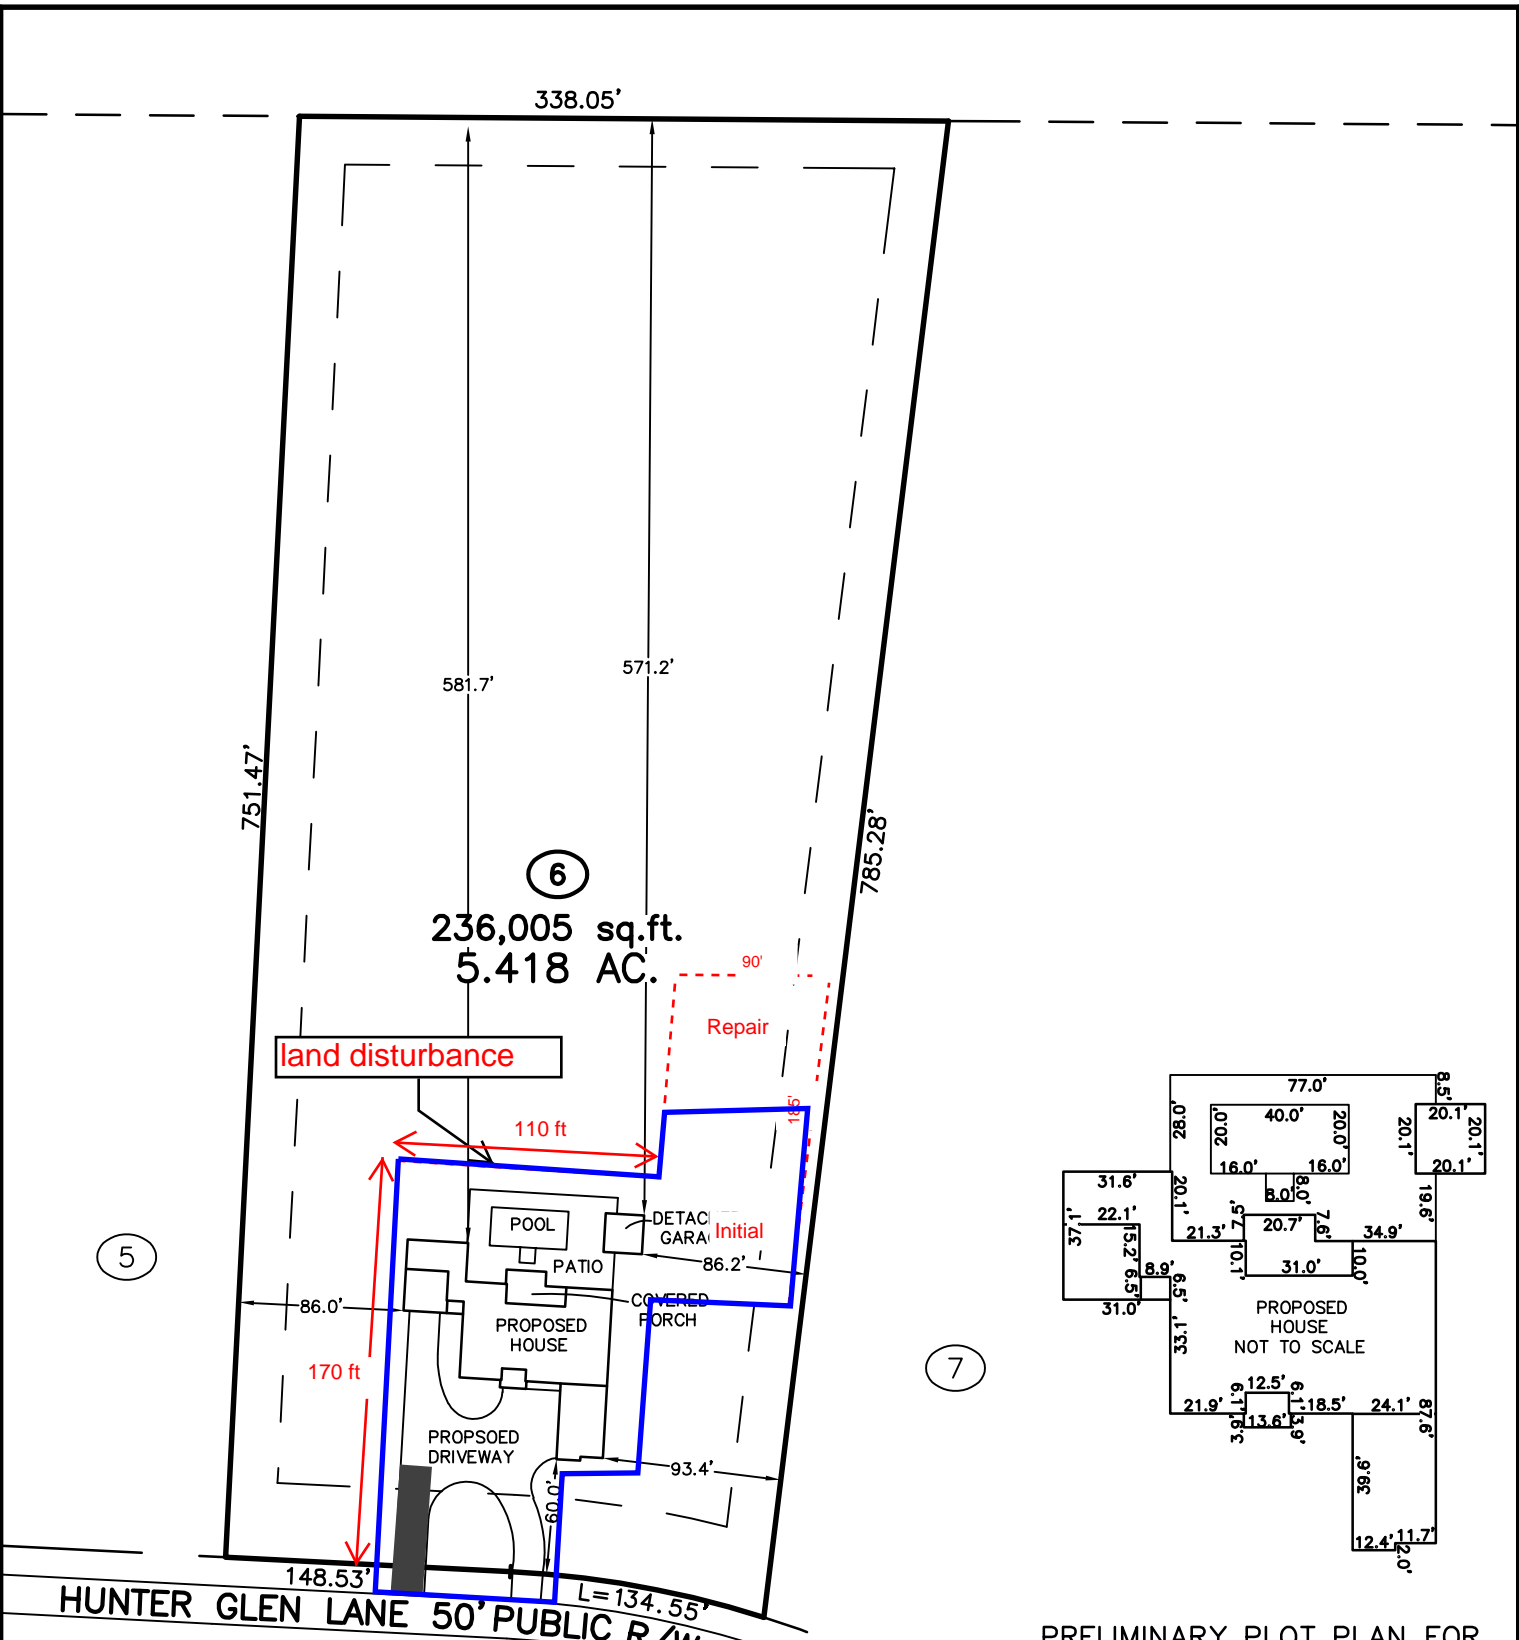 338.05'
581.7'
571.2'
751.47'
785.28'
6
236,005 sq.ft.
5.418 AC.
90'
Repair
land disturbance
185'
110 ft
POOL
DETAC
GARA
Initial
PATIO
86.2'
5
86.0'
COVERED
PORCH
PROPOSED
HOUSE
170 ft
7
PROPSOED
DRIVEWAY
93.4'
60.0'
148.53'
L=134.55'
HUNTER GLEN LANE 50' PUBLIC R/W
77.0'
8.5'
28.0'
20.0'
40.0'
20.0'
20.1'
20.1'
20.1'
20.1'
16.0'
16.0'
8.0'
8.0'
31.6'
20.1'
19.6'
37.1'
22.1'
15.2'
21.3'
7.5'
20.7'
7.6'
34.9'
10.1'
31.0'
10.0'
8.9'
6.5'
6.5'
31.0'
33.1'
PROPOSED
HOUSE
NOT TO SCALE
12.5'
6.1'
6.1'
21.9'
13.6'
3.9'
3.9'
18.5'
24.1'
87.6'
39.6'
12.4'
11.7'
2.0'
PRELIMINARY PLOT PLAN FOR